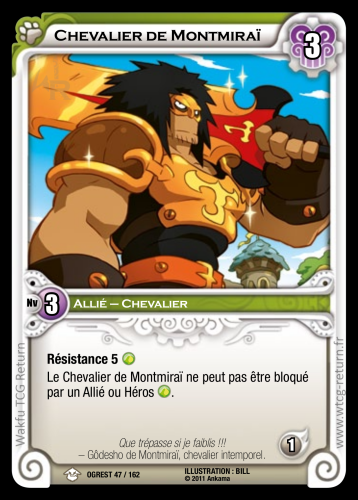 CHEVALIER DE MONTMIRAÏ
3
Nv 3 ALLIÉ – CHEVALIER
Résistance 5
Le Chevalier de Montmiraï ne peut pas être bloqué
par un Allié ou Héros .
Que trépasse si je faiblis !!!
– Gôdesho de Montmiraï, chevalier intemporel.
1
OGREST 47 / 162
ILLUSTRATION : BILL
© 2011 Ankama
Wakfu TCG Return
www.wtcg-return.fr